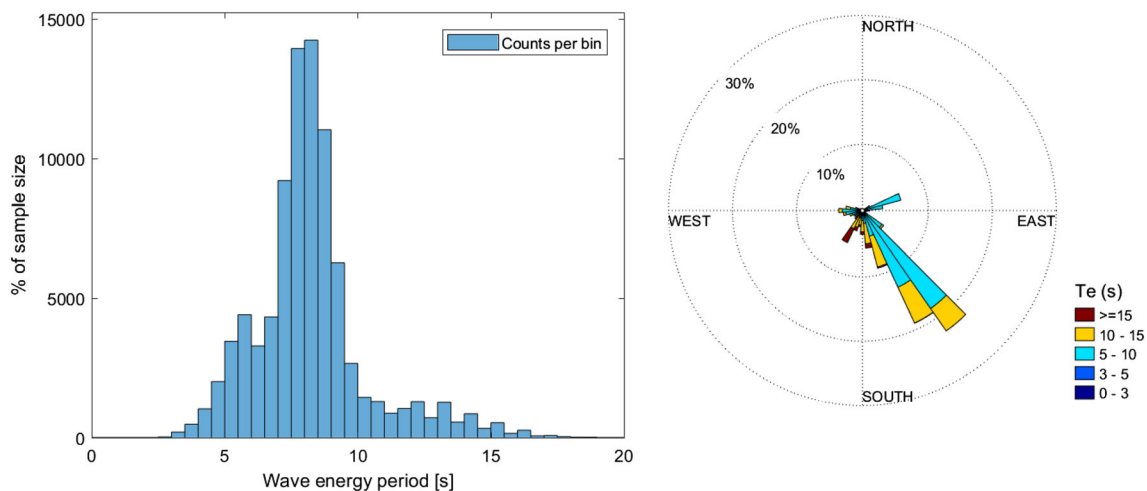 15000
10000
5000
0
% of sample size
Counts per bin
0 5 10 15 20
Wave energy period [s]
NORTH
30%
20%
10%
WEST
EAST
SOUTH
Te (s)
>=15
10 - 15
5 - 10
3 - 5
0 - 3